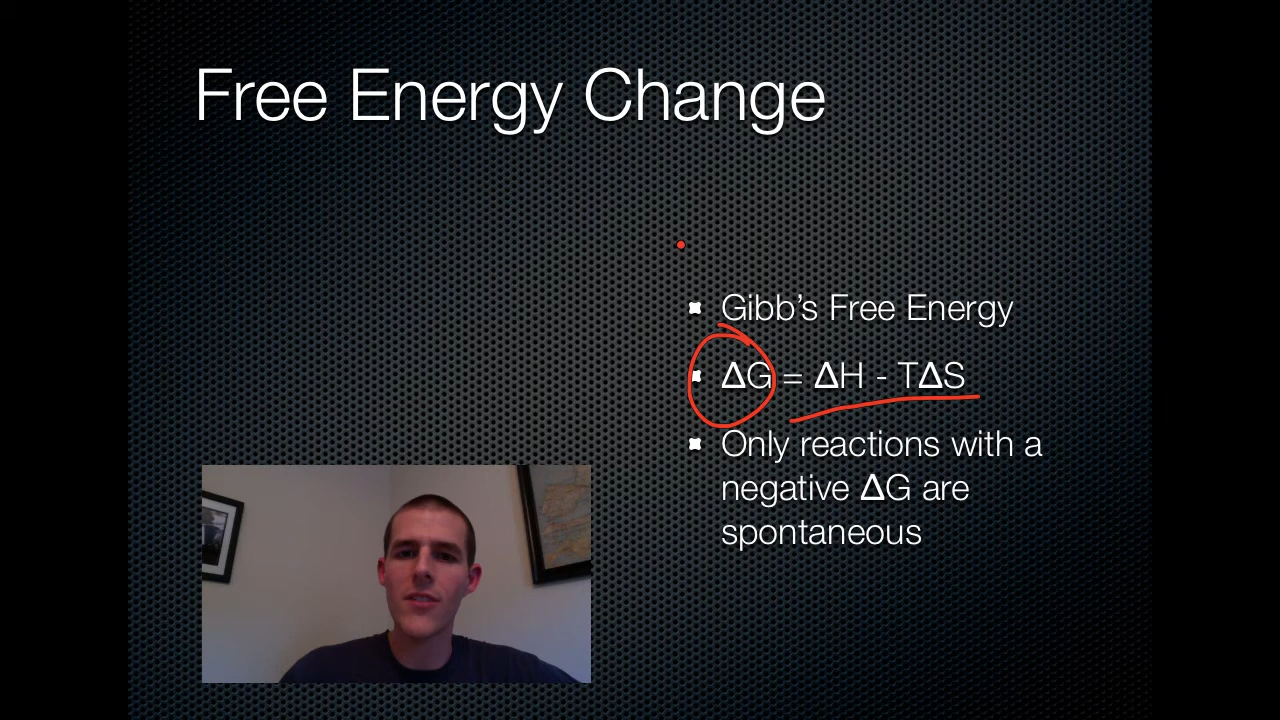 Free Energy Change
Gibb's Free Energy
ΔG = ΔH - TΔS
Only reactions with a
negative ΔG are
spontaneous